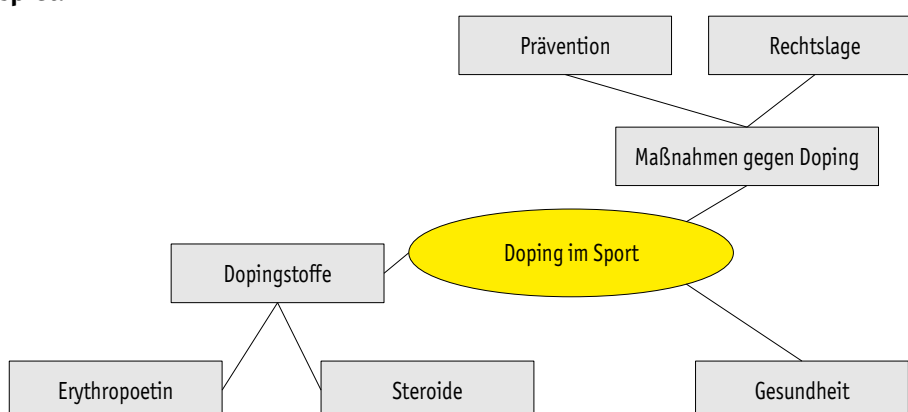 Prävention
Rechtslage
Maßnahmen gegen Doping
Doping im Sport
Dopingstoffe
Erythropoetin
Steroide
Gesundheit